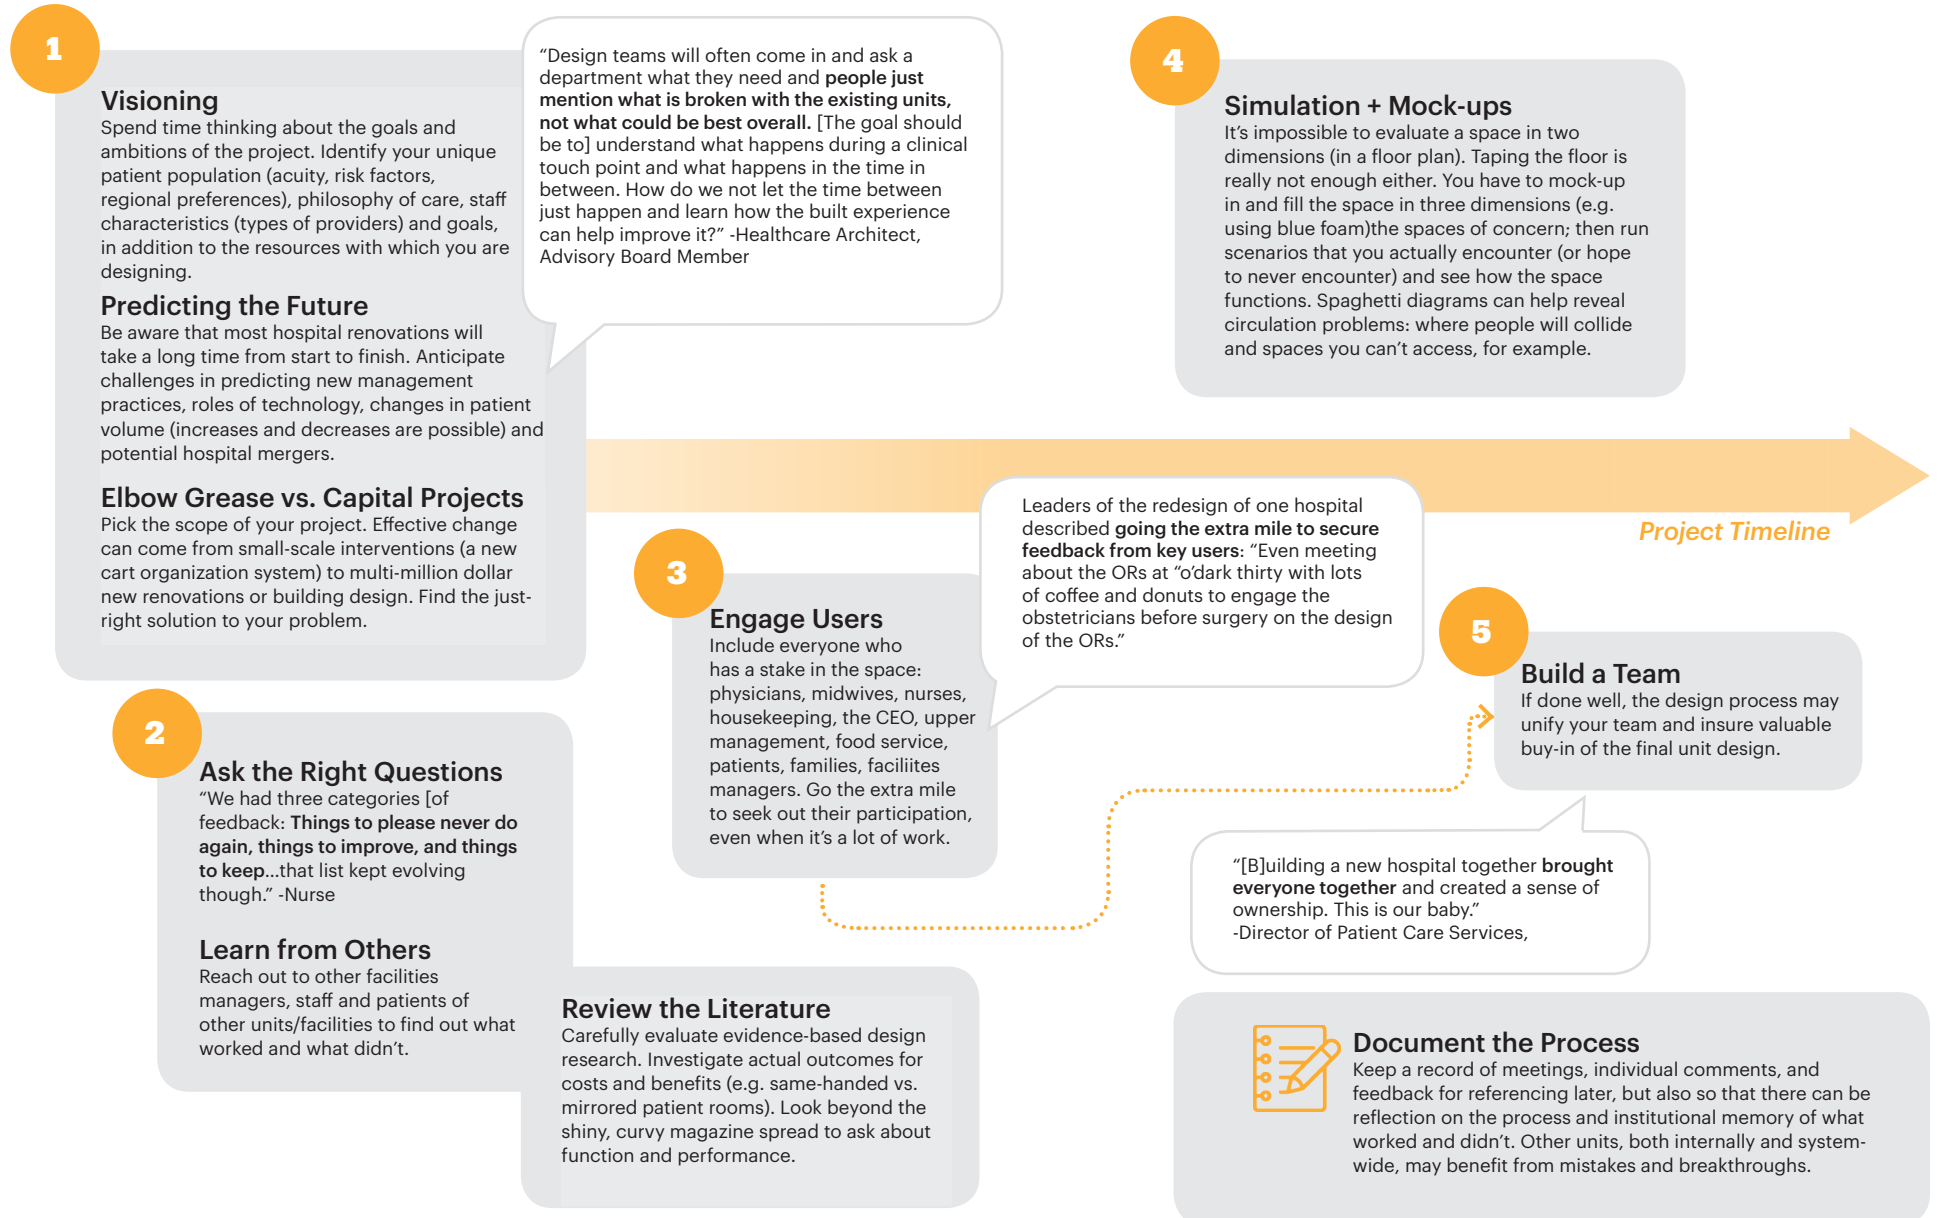 1
Visioning
Spend time thinking about the goals and
ambitions of the project. Identify your unique
patient population (acuity, risk factors,
regional preferences), philosophy of care, staff
characteristics (types of providers) and goals,
in addition to the resources with which you are
designing.
Predicting the Future
Be aware that most hospital renovations will
take a long time from start to finish. Anticipate
challenges in predicting new management
practices, roles of technology, changes in patient
volume (increases and decreases are possible) and
potential hospital mergers.
Elbow Grease vs. Capital Projects
Pick the scope of your project. Effective change
can come from small-scale interventions (a new
cart organization system) to multi-million dollar
new renovations or building design. Find the just-
right solution to your problem.
“Design teams will often come in and ask a
department what they need and people just
mention what is broken with the existing units,
not what could be best overall. [The goal should
be to] understand what happens during a clinical
touch point and what happens in the time in
between. How do we not let the time between
just happen and learn how the built experience
can help improve it?” -Healthcare Architect,
Advisory Board Member
2
Ask the Right Questions
“We had three categories [of
feedback: Things to please never do
again, things to improve, and things
to keep...that list kept evolving
though.” -Nurse
Learn from Others
Reach out to other facilities
managers, staff and patients of
other units/facilities to find out what
worked and what didn’t.
Review the Literature
Carefully evaluate evidence-based design
research. Investigate actual outcomes for
costs and benefits (e.g. same-handed vs.
mirrored patient rooms). Look beyond the
shiny, curvy magazine spread to ask about
function and performance.
3
Engage Users
Include everyone who
has a stake in the space:
physicians, midwives, nurses,
housekeeping, the CEO, upper
management, food service,
patients, families, faciliites
managers. Go the extra mile
to seek out their participation,
even when it’s a lot of work.
Leaders of the redesign of one hospital
described going the extra mile to secure
feedback from key users: “Even meeting
about the ORs at “o’dark thirty with lots
of coffee and donuts to engage the
obstetricians before surgery on the design
of the ORs.”
4
Simulation + Mock-ups
It’s impossible to evaluate a space in two
dimensions (in a floor plan). Taping the floor is
really not enough either. You have to mock-up
in and fill the space in three dimensions (e.g.
using blue foam)the spaces of concern; then run
scenarios that you actually encounter (or hope
to never encounter) and see how the space
functions. Spaghetti diagrams can help reveal
circulation problems: where people will collide
and spaces you can’t access, for example.
Project Timeline
5
Build a Team
If done well, the design process may
unify your team and insure valuable
buy-in of the final unit design.
“[B]uilding a new hospital together brought
everyone together and created a sense of
ownership. This is our baby.”
-Director of Patient Care Services,
Document the Process
Keep a record of meetings, individual comments, and
feedback for referencing later, but also so that there can be
reflection on the process and institutional memory of what
worked and didn’t. Other units, both internally and system-
wide, may benefit from mistakes and breakthroughs.